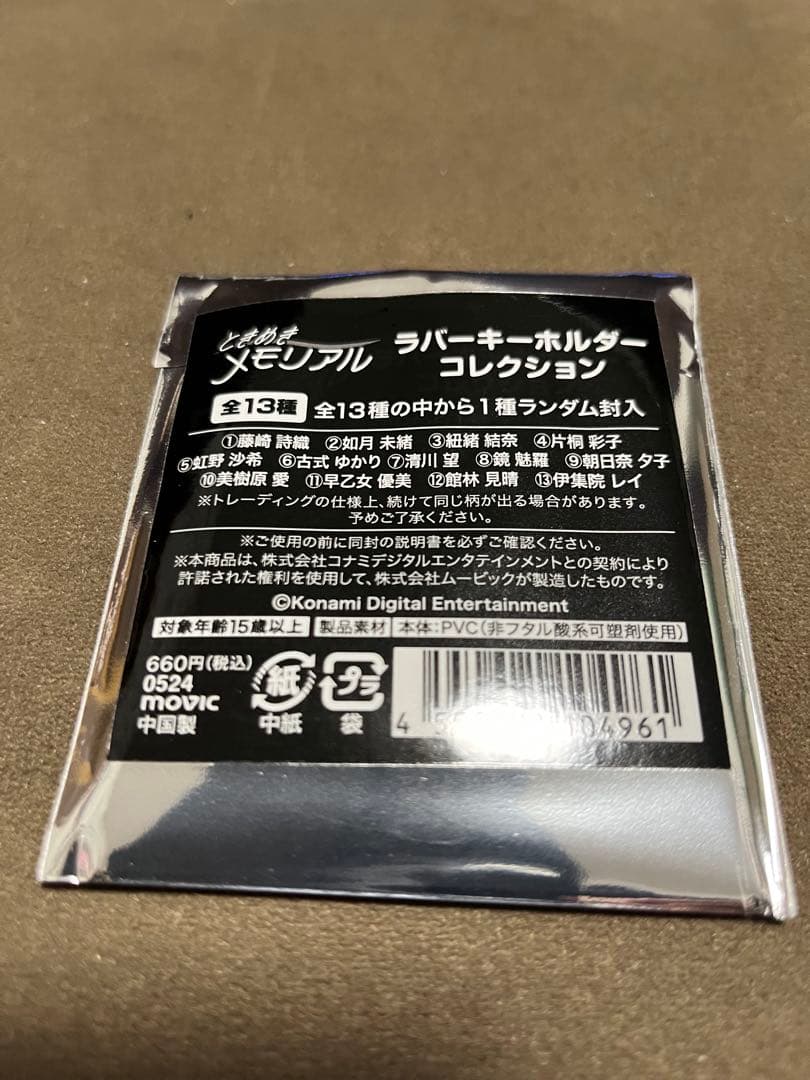 ときめき
メモリアル
ラバーキーホルダー
コレクション
全13種 全13種の中から1種ランダム封入
①藤崎 詩織 ②如月 未緒 ③紐緒 結奈 ④片桐 彩子
⑤虹野 沙希 ⑥古式 ゆかり ⑦清川 望 ⑧鏡 魅羅 ⑨朝日奈 夕子
⑩美樹原 愛 ⑪早乙女 優美 ⑫館林 見晴 ⑬伊集院 レイ
※トレーディングの仕様上、続けて同じ柄が出る場合があります。
予めご了承ください。
※ご使用の前に同封の説明書を必ずご確認ください。
※本商品は、株式会社コナミデジタルエンタテインメントとの契約により
許諾された権利を使用して、株式会社ムービックが製造したものです。
©Konami Digital Entertainment
対象年齢15歳以上 製品素材 本体:PVC(非フタル酸系可塑剤使用)
660円(税込)
0524
movic
中国製
紙
中紙
プラ
袋
4 04961